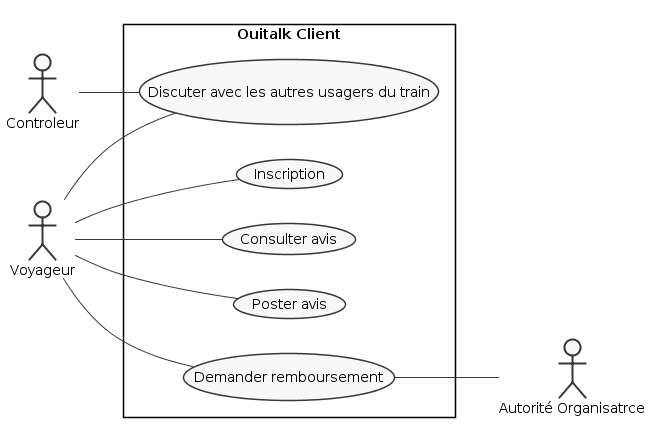 Ouitalk Client
Controleur
Discuter avec les autres usagers du train
Inscription
Voyageur
Consulter avis
Poster avis
Demander remboursement
Autorité Organisatrce